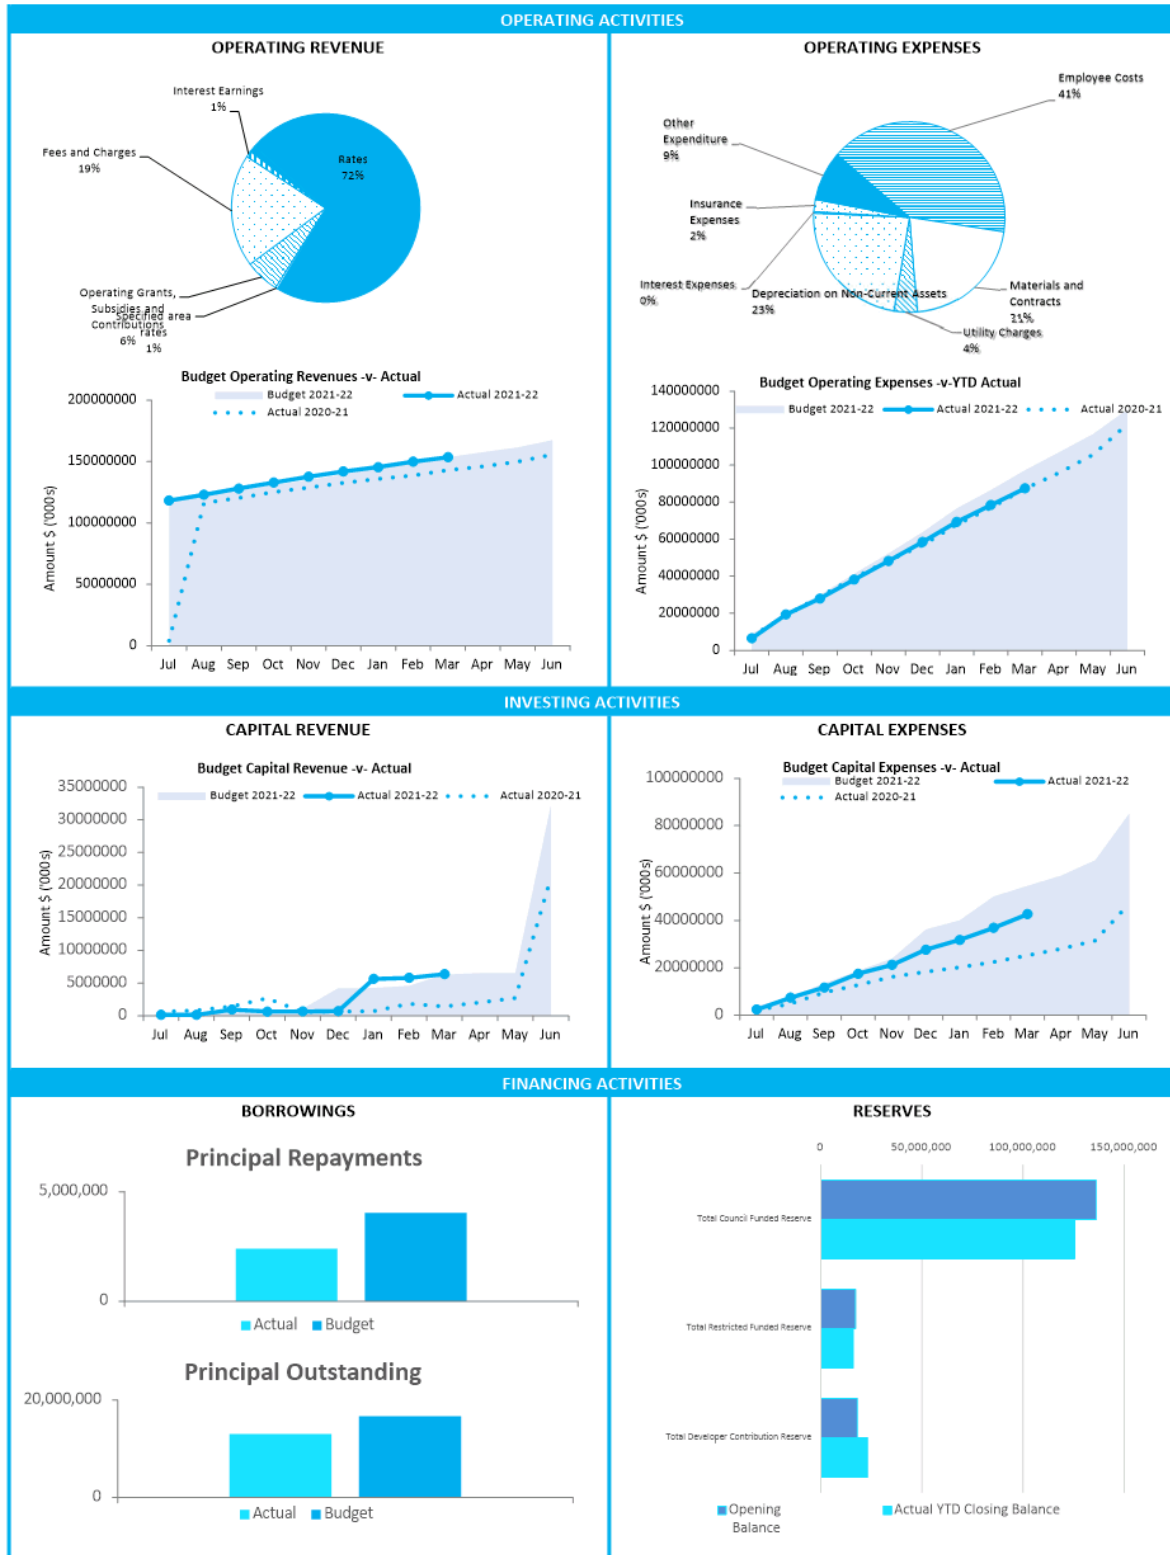 OPERATING ACTIVITIES
OPERATING REVENUE
Interest Earnings
1%
Fees and Charges
19%
Rates
72%
Operating Grants,
Subsidies and
Contributions
6%
Specified area
rates
1%
Budget Operating Revenues -v- Actual
Budget 2021-22
Actual 2021-22
Actual 2020-21
Amount $ ('000s)
200000000
150000000
100000000
50000000
0
Jul Aug Sep Oct Nov Dec Jan Feb Mar Apr May Jun
OPERATING EXPENSES
Employee Costs
41%
Other
Expenditure
9%
Insurance
Expenses
2%
Interest Expenses
0%
Depreciation on Non-Current Assets
23%
Materials and
Contracts
21%
Utility Charges
4%
Budget Operating Expenses -v-YTD Actual
Budget 2021-22
Actual 2021-22
Actual 2020-21
Amount $ ('000s)
140000000
120000000
100000000
80000000
60000000
40000000
20000000
0
Jul Aug Sep Oct Nov Dec Jan Feb Mar Apr May Jun
INVESTING ACTIVITIES
CAPITAL REVENUE
Budget Capital Revenue -v- Actual
Budget 2021-22
Actual 2021-22
Actual 2020-21
Amount $ ('000s)
35000000
30000000
25000000
20000000
15000000
10000000
5000000
0
Jul Aug Sep Oct Nov Dec Jan Feb Mar Apr May Jun
CAPITAL EXPENSES
Budget Capital Expenses -v- Actual
Budget 2021-22
Actual 2021-22
Actual 2020-21
Amount $ ('000s)
100000000
80000000
60000000
40000000
20000000
0
Jul Aug Sep Oct Nov Dec Jan Feb Mar Apr May Jun
FINANCING ACTIVITIES
BORROWINGS
Principal Repayments
5,000,000
0
Actual
Budget
Principal Outstanding
20,000,000
0
Actual
Budget
RESERVES
0 50,000,000 100,000,000 150,000,000
Total Council Funded Reserve
Total Restricted Funded Reserve
Total Developer Contribution Reserve
Opening
Balance
Actual YTD Closing Balance